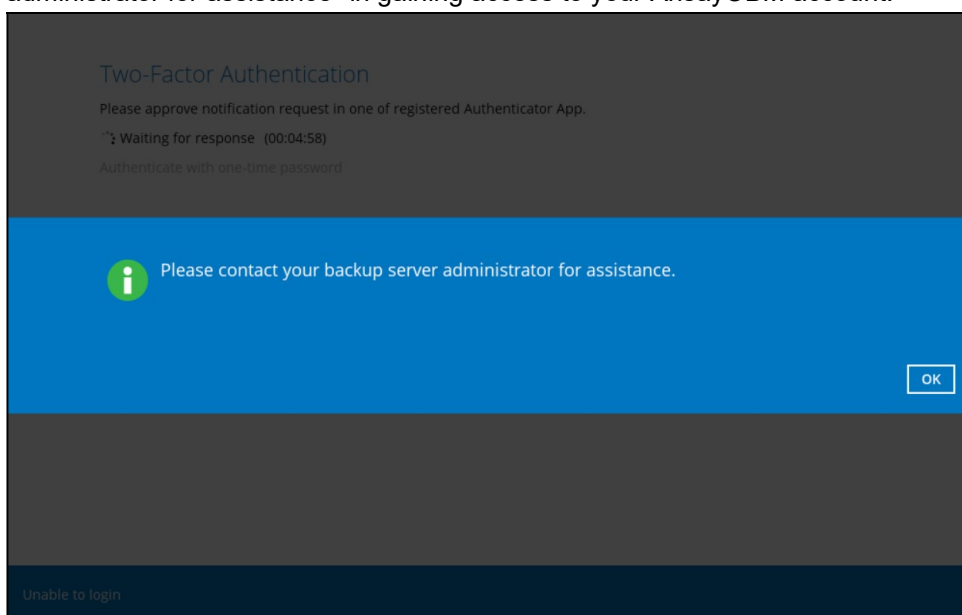 Two-Factor Authentication
Please approve notification request in one of registered Authenticator App.
Waiting for response (00:04:58)
Authenticate with one-time password
Please contact your backup server administrator for assistance.
OK
Unable to login